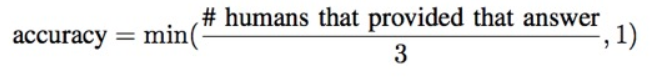 accuracy = min(# humans that provided that answer / 3, 1)